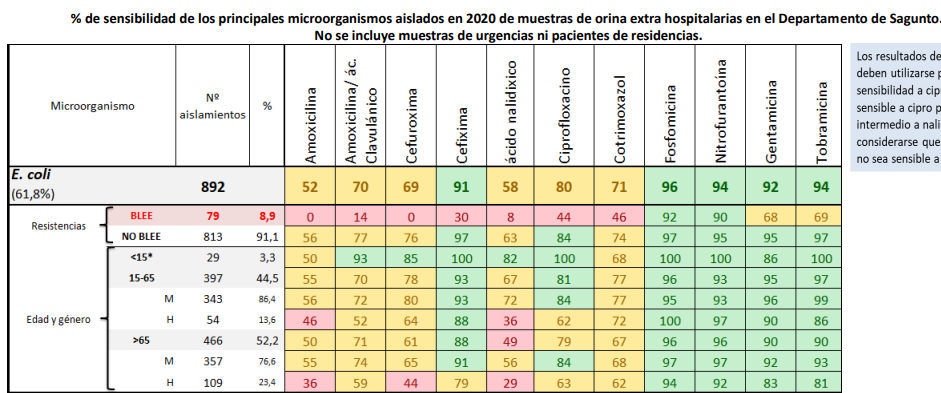 % de sensibilidad de los principales microorganismos aislados en 2020 de muestras de orina extra hospitalarias en el Departamento de Sagunto.
No se incluye muestras de urgencias ni pacientes de residencias.
Microorganismo Nº aislamientos % Amoxicilina Amoxicilina/ ác. Clavulánico Cefuroxima Cefixima ácido nalidixico Ciprofloxacino Cotrimoxazol Fosfomicina Nitrofurantoína Gentamicina Tobramicina
E. coli
(61,8%) 892 52 70 69 91 58 80 71 96 94 92 94
Resistencias
BLEE 79 8,9 0 14 0 30 8 44 46 92 90 68 69
NO BLEE 813 91,1 56 77 76 97 63 84 74 97 95 95 97
Edad y género
<15* 29 3,3 50 93 85 100 82 100 68 100 100 86 100
15-65 397 44,5 55 70 78 93 67 81 77 96 93 95 97
M 343 86,4 56 72 80 93 72 84 77 95 93 96 99
H 54 13,6 46 52 64 88 36 62 72 100 97 90 86
>65 466 52,2 50 71 61 88 49 79 67 96 96 90 90
M 357 76,6 55 74 65 91 56 84 68 97 97 92 93
H 109 23,4 36 59 44 79 29 63 62 94 92 83 81
Los resultados de
deben utilizarse
sensibilidad a
sensible a cipro
intermedio a
considerarse que
no sea sensible a